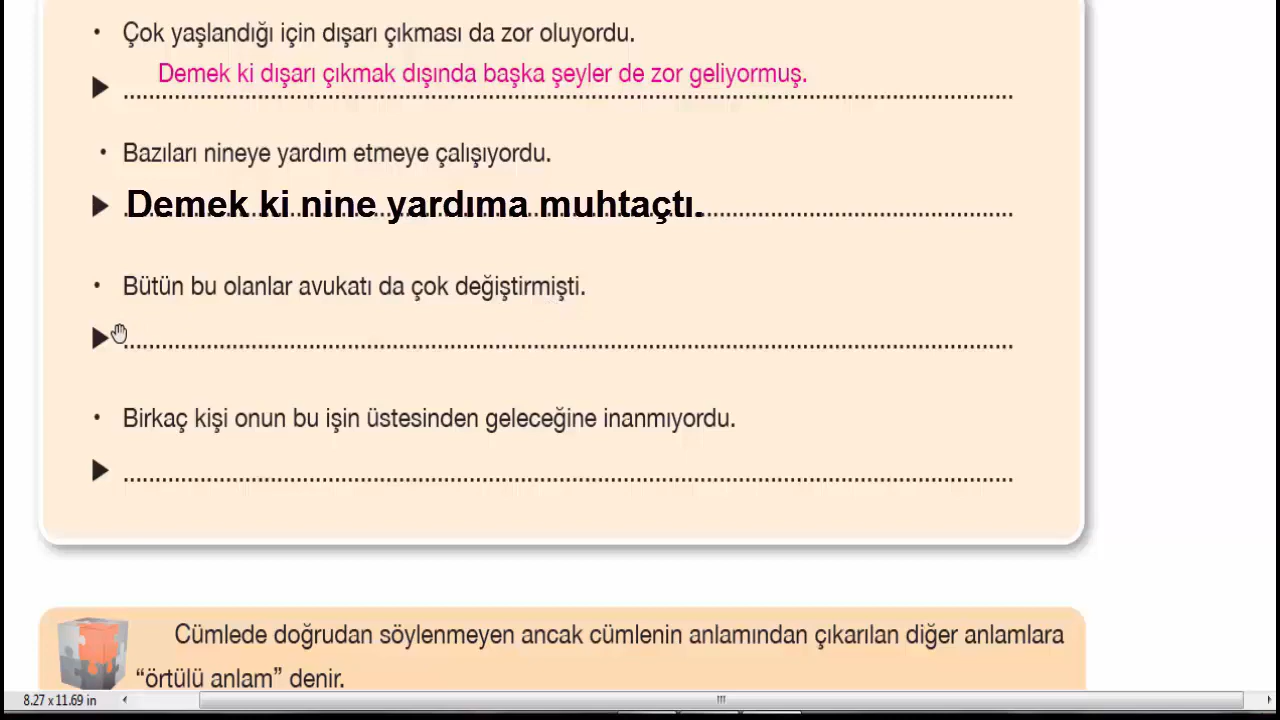 • Çok yaşlandığı için dışarı çıkması da zor oluyordu.
Demek ki dışarı çıkmak dışında başka şeyler de zor geliyormuş.
• Bazıları nineye yardım etmeye çalışıyordu.
Demek ki nine yardıma muhtaçtı.
• Bütün bu olanlar avukatı da çok değiştirmişti.
• Birkaç kişi onun bu işin üstesinden geleceğine inanmıyordu.
Cümlede doğrudan söylenmeyen ancak cümlenin anlamından çıkarılan diğer anlamlara
“örtülü anlam” denir.
8.27 x 11.69 in